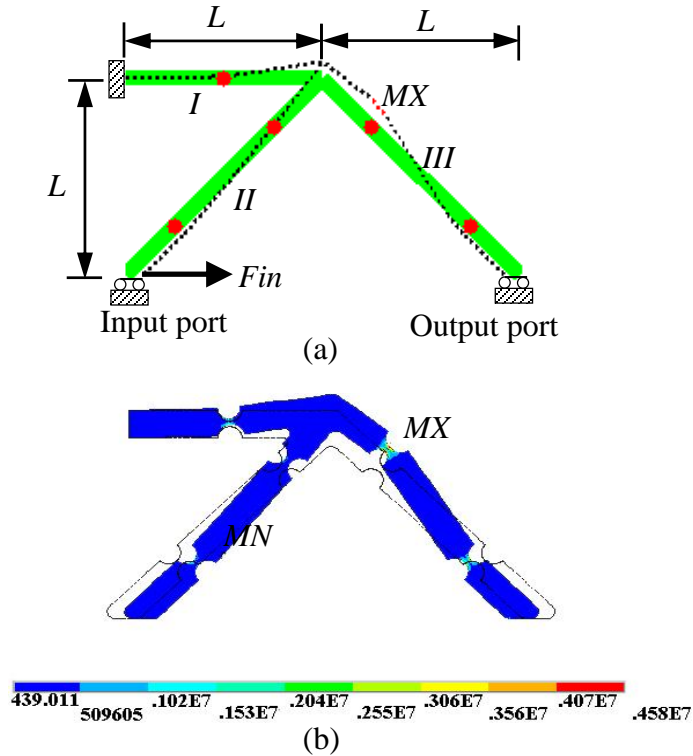 L L
I
MX
L
II
III
Fin
Input port Output port
(a)
MX
MN
439.011 .102E7 .204E7 .306E7 .407E7
509605 .153E7 .255E7 .356E7 .458E7
(b)